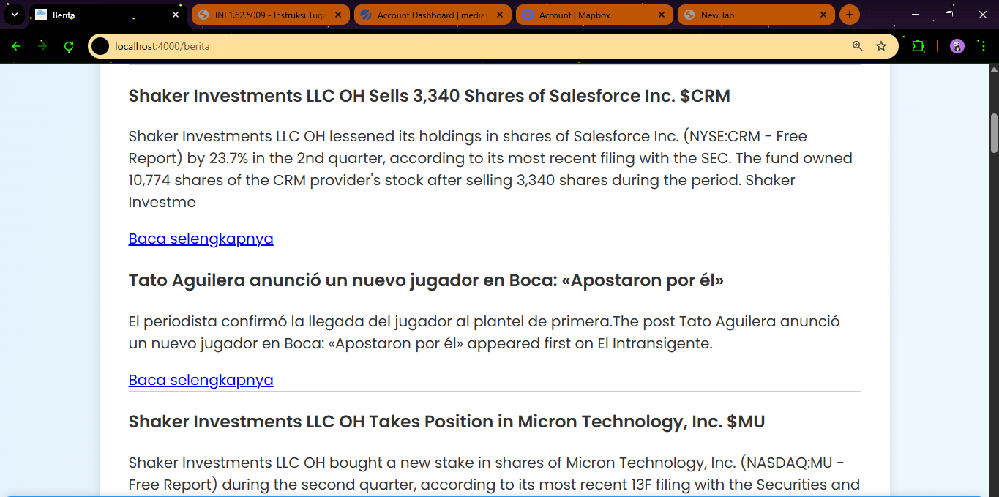 Berita
INF1.62.5009 - Instruksi Tuga
Account Dashboard | medias
Account | Mapbox
New Tab
localhost:4000/berita
Shaker Investments LLC OH Sells 3,340 Shares of Salesforce Inc. $CRM
Shaker Investments LLC OH lessened its holdings in shares of Salesforce Inc. (NYSE:CRM - Free
Report) by 23.7% in the 2nd quarter, according to its most recent filing with the SEC. The fund owned
10,774 shares of the CRM provider's stock after selling 3,340 shares during the period. Shaker
Investme
Baca selengkapnya
Tato Aguilera anunció un nuevo jugador en Boca: «Apostaron por él»
El periodista confirmó la llegada del jugador al plantel de primera.The post Tato Aguilera anunció
un nuevo jugador en Boca: «Apostaron por él» appeared first on El Intransigente.
Baca selengkapnya
Shaker Investments LLC OH Takes Position in Micron Technology, Inc. $MU
Shaker Investments LLC OH bought a new stake in shares of Micron Technology, Inc. (NASDAQ:MU -
Free Report) during the second quarter, according to its most recent 13F filing with the Securities and